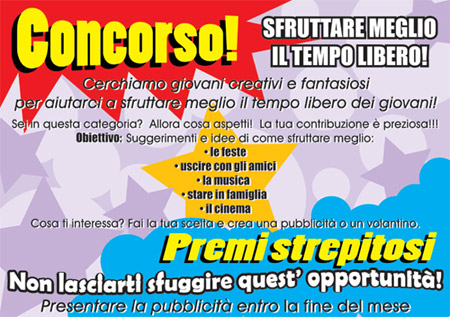 Concorso!
SFRUTTARE MEGLIO
IL TEMPO LIBERO!
Cerchiamo giovani creativi e fantasiosi
per aiutarci a sfruttare meglio il tempo libero dei giovani!
Sei in questa categoria? Allora cosa aspetti! La tua contribuzione è preziosa!!!
Obiettivo: Suggerimenti e idee di come sfruttare meglio:
• le feste
• uscire con gli amici
• la musica
• stare in famiglia
• il cinema
Cosa ti interessa? Fai la tua scelta e crea una pubblicità o un volantino.
Premi strepitosi
Non lasciarti sfuggire quest' opportunità!
Presentare la pubblicità entro la fine del mese